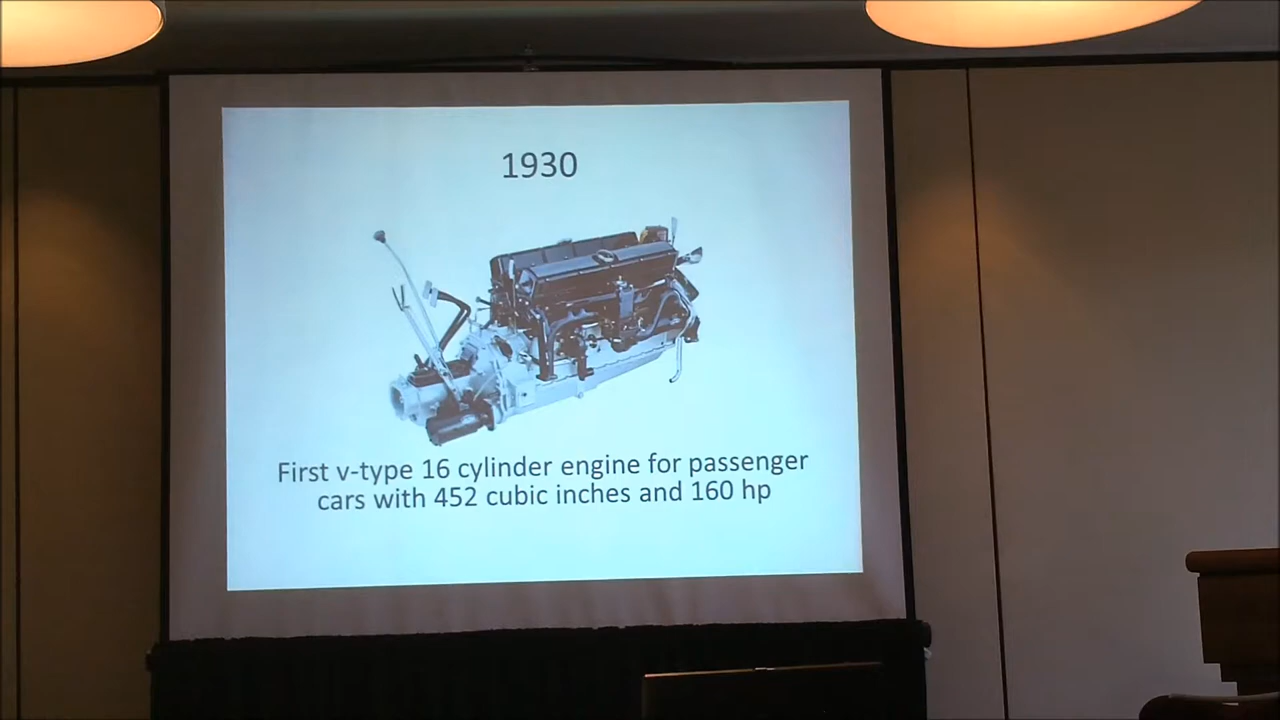 1930
First v-type 16 cylinder engine for passenger
cars with 452 cubic inches and 160 hp